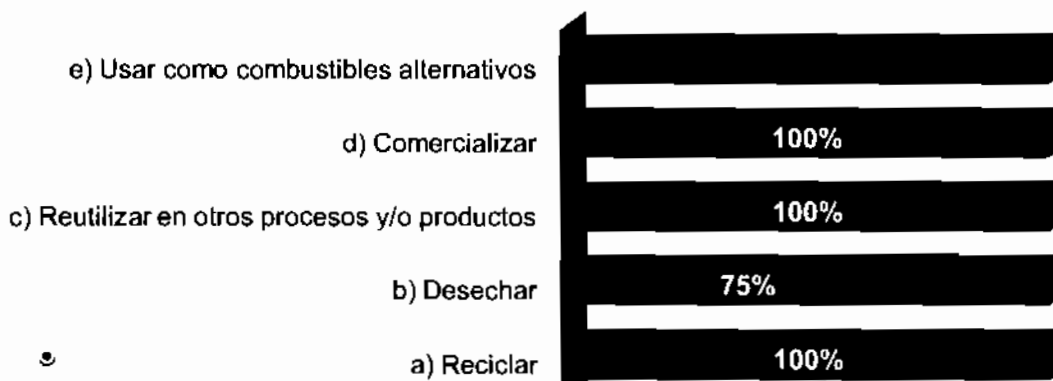 e) Usar como combustibles alternativos
d) Comercializar 100%
c) Reutilizar en otros procesos y/o productos 100%
b) Desechar 75%
a) Reciclar 100%